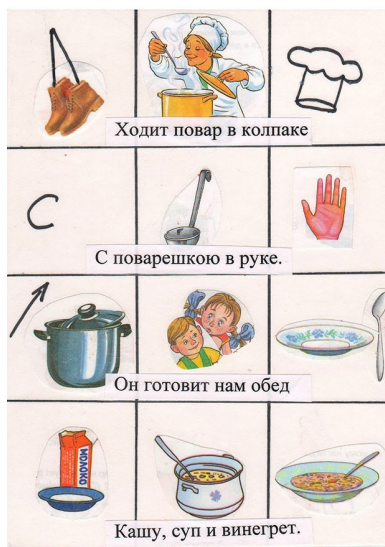 Ходит повар в колпаке
С
С поварешкою в руке.
Он готовит нам обед
МОЛОКО
Кашу, суп и винегрет.